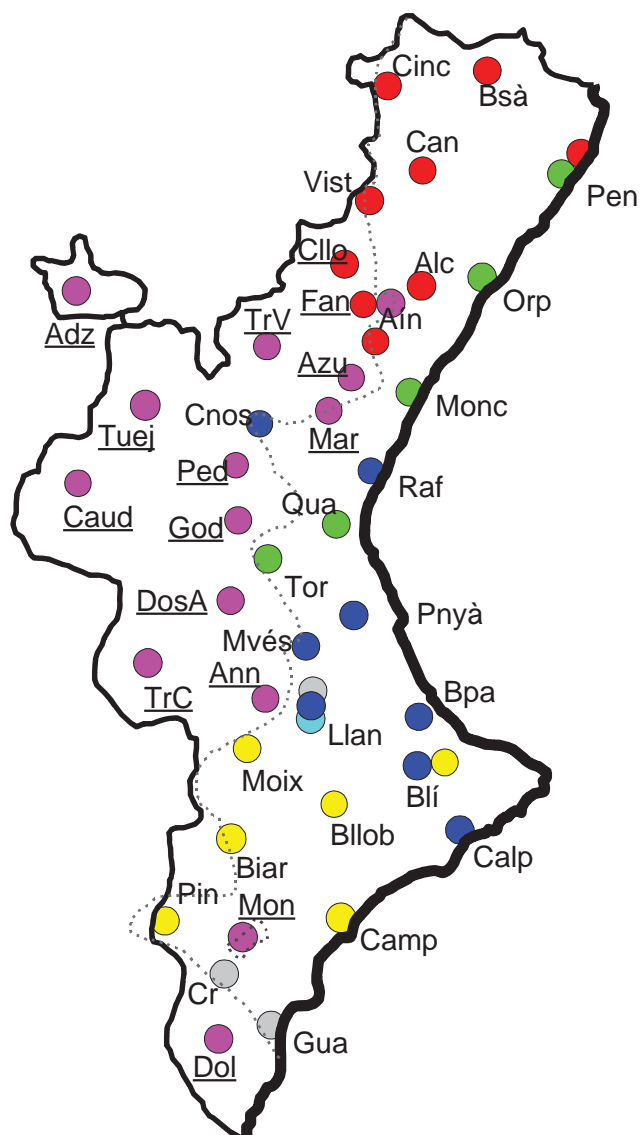 Cinc
Bsà
Can
Pen
Vist
Cllo
Alc
Orp
Fan
Ain
Adz
TrV
Azu
Monc
Tuej
Cnos
Mar
Ped
Raf
Caud
Qua
God
Tor
DosA
Pnyà
Mvés
TrC
Ann
Bpa
Llan
Moix
Blí
Bllob
Calp
Biar
Pin
Mon
Camp
Cr
Gua
Dol